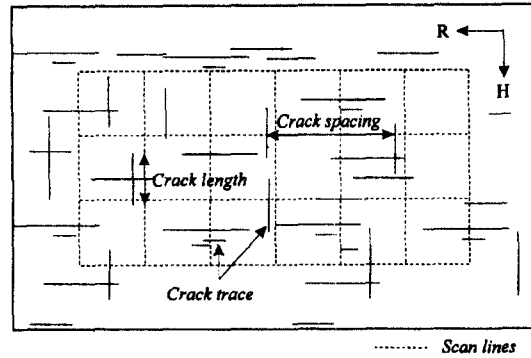 R
H
Crack spacing
Crack length
Crack trace
Scan lines